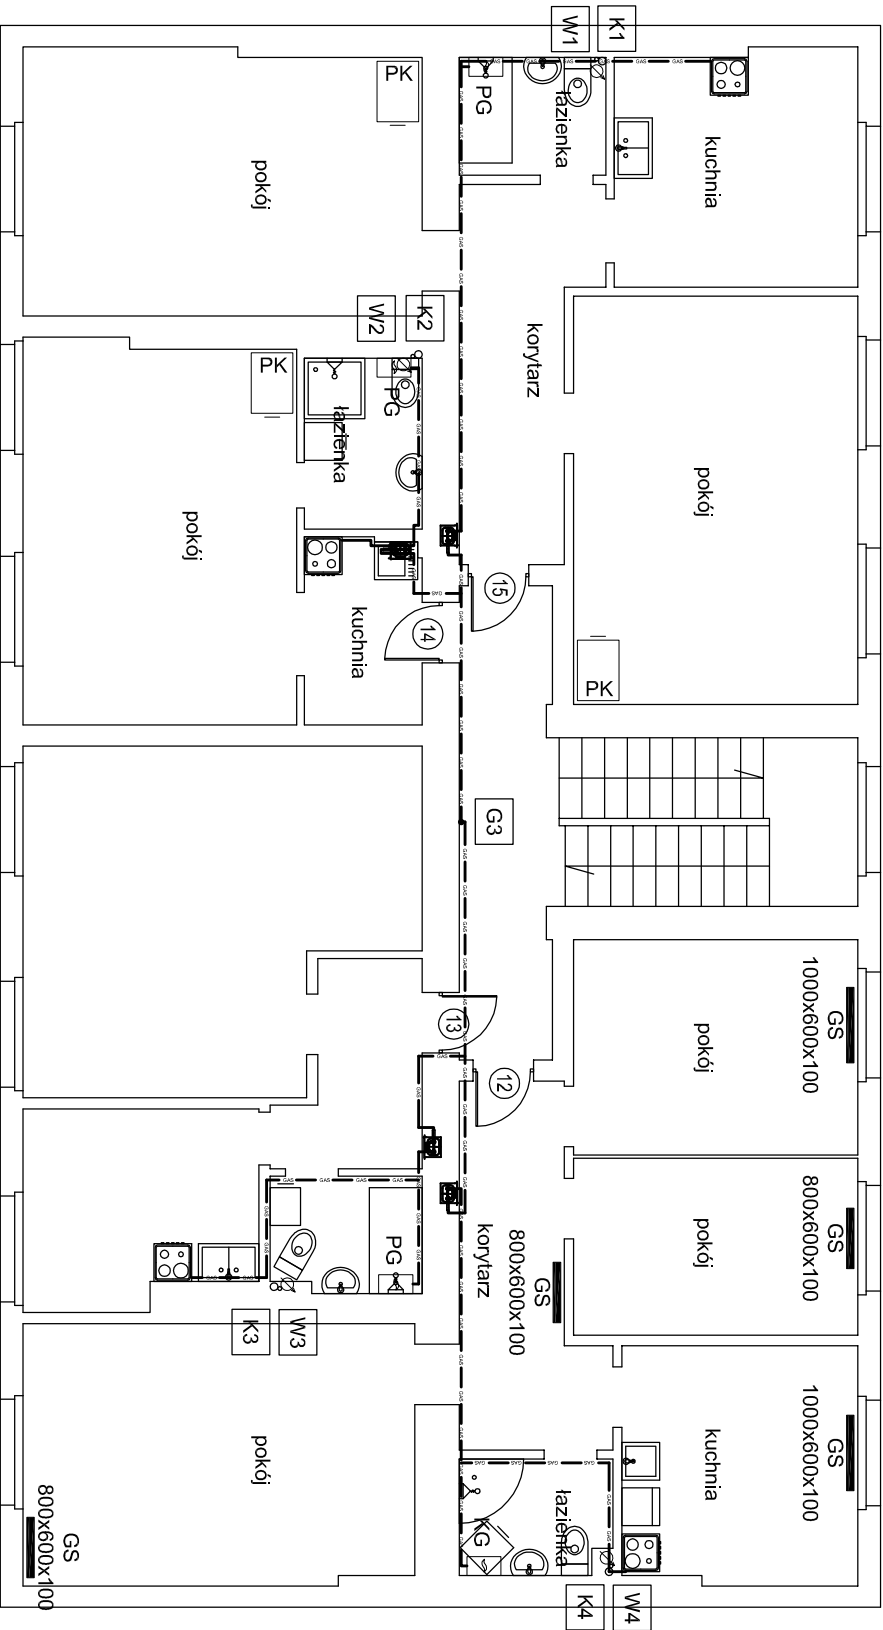 W1
K1
PK
PG
łazienka
kuchnia
pokój
W2
K2
korytarz
PK
PG
łazienka
pokój
pokój
15
14
kuchnia
PK
G3
GS
1000x600x100
pokój
13
12
GS
800x600x100
pokój
PG
korytarz
GS
800x600x100
K3
W3
GS
1000x600x100
kuchnia
pokój
łazienka
KG
GS
800x600x100
K4
W4
GAS